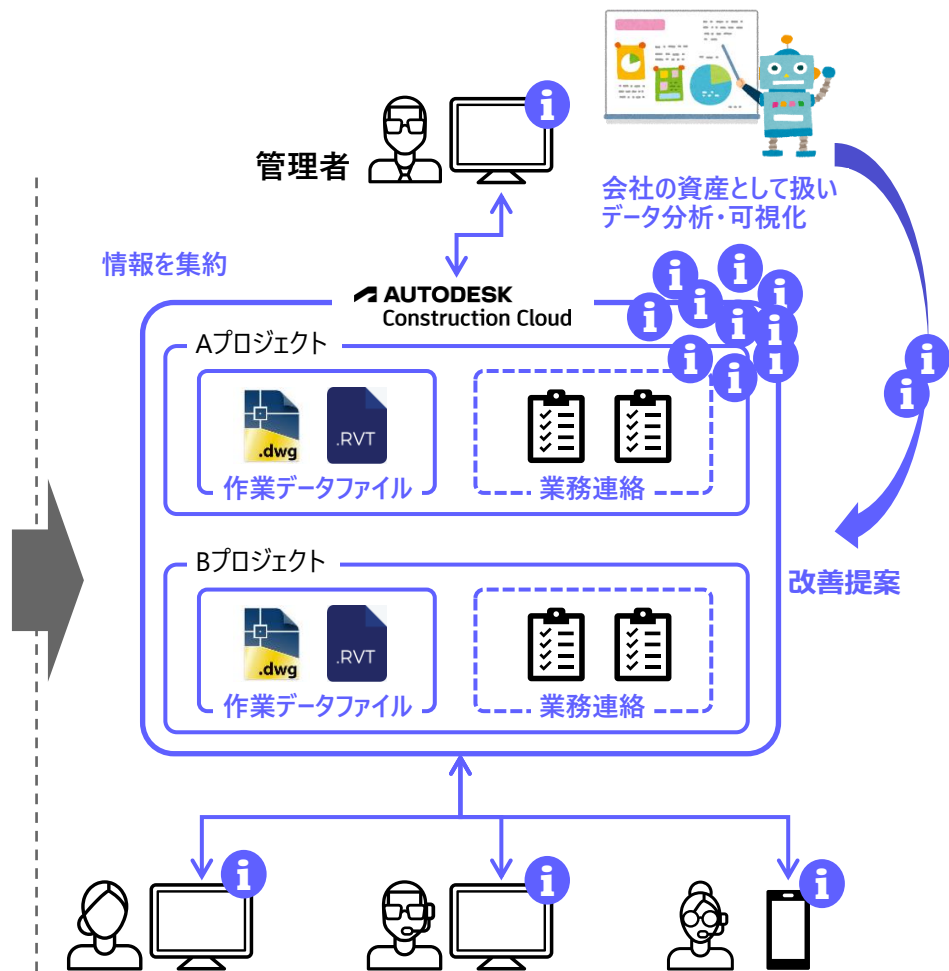 管理者
会社の資産として扱い
データ分析・可視化
情報を集約
AUTODESK
Construction Cloud
Aプロジェクト
.dwg
.RVT
作業データファイル
業務連絡
改善提案
Bプロジェクト
.dwg
.RVT
作業データファイル
業務連絡